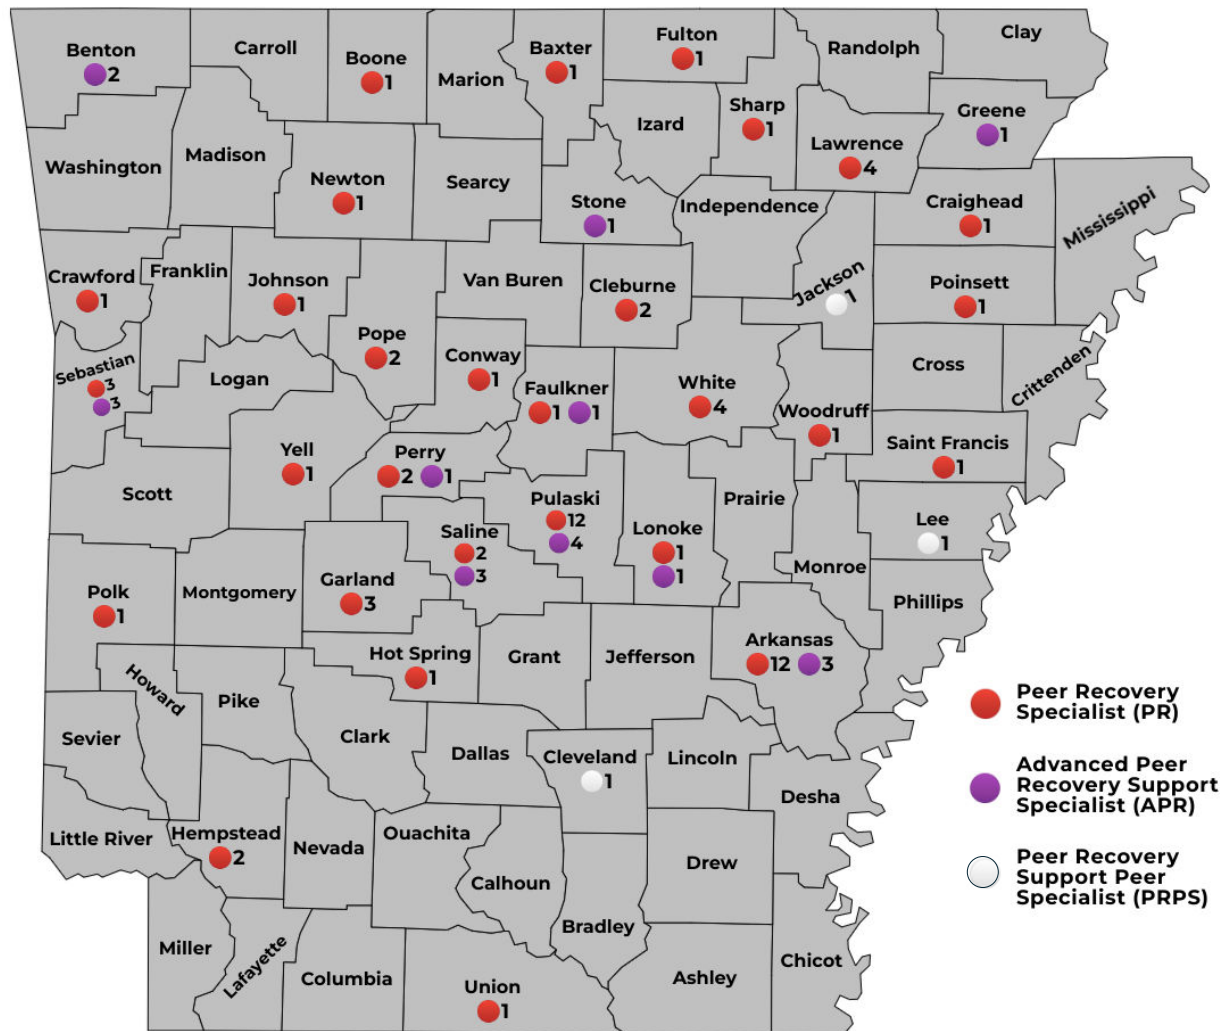 Benton
2
Carroll
Boone
1
Marion
Baxter
1
Fulton
1
Randolph
Clay
Washington
Madison
Newton
1
Searcy
Stone
1
Izard
Sharp
1
Lawrence
4
Greene
1
Independence
Craighead
1
Mississippi
Crawford
1
Franklin
Johnson
1
Pope
2
Van Buren
Cleburne
2
Jackson
1
Poinsett
1
Sebastian
3
3
Logan
Conway
1
Faulkner
1 1
White
4
Woodruff
1
Cross
Crittenden
Saint Francis
1
Scott
Yell
1
Perry
2 1
Pulaski
12
4
Saline
2
3
Lonoke
1
1
Prairie
Monroe
Lee
1
Phillips
Polk
1
Montgomery
Garland
3
Hot Spring
1
Grant
Jefferson
Arkansas
12 3
Howard
Pike
Clark
Dallas
Cleveland
1
Lincoln
Desha
Sevier
Little River
Hempstead
2
Nevada
Ouachita
Calhoun
Bradley
Drew
Miller
Lafayette
Columbia
Union
1
Ashley
Chicot
Peer Recovery
Specialist (PR)
Advanced Peer
Recovery Support
Specialist (APR)
Peer Recovery
Support Peer
Specialist (PRPS)